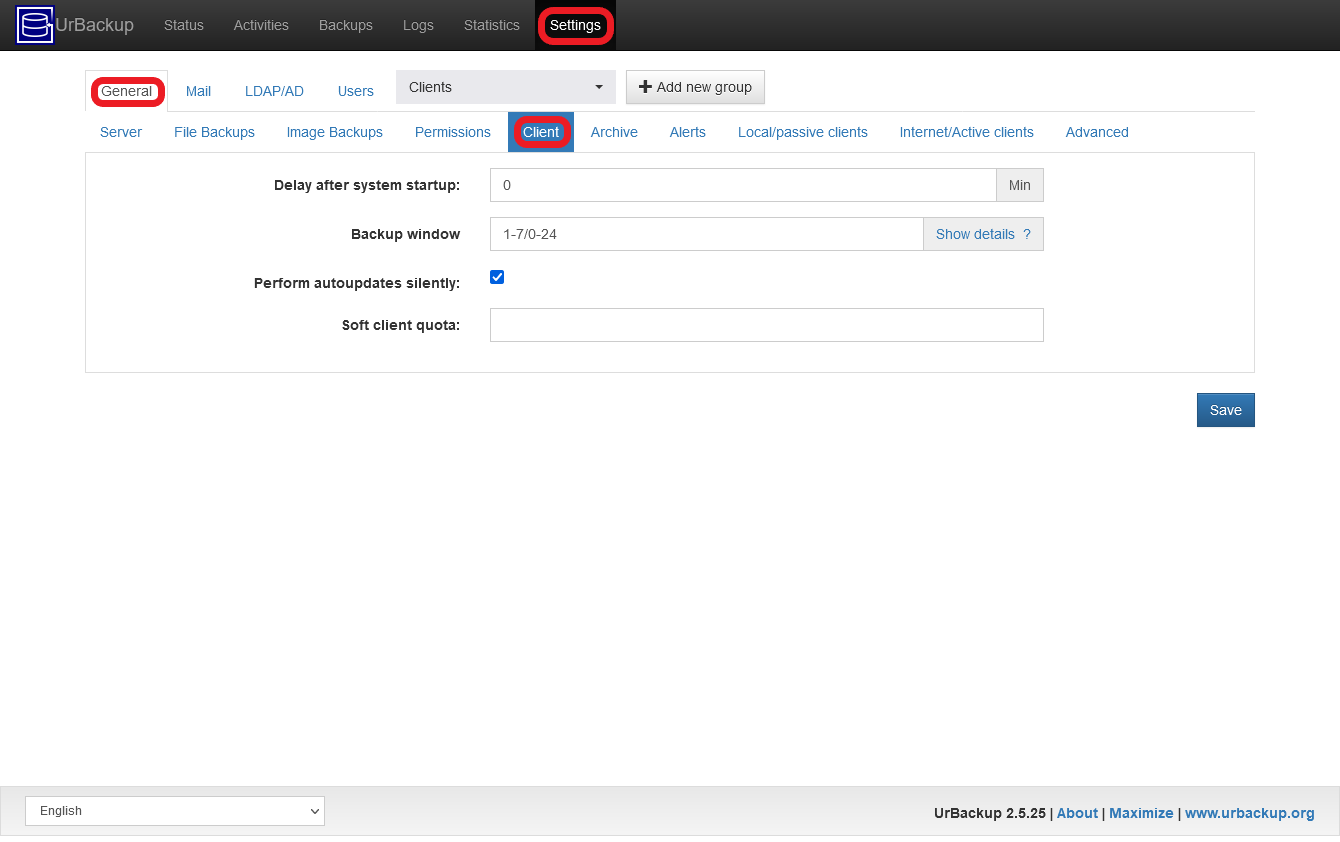 UrBackup Status Activities Backups Logs Statistics Settings
General Mail LDAP/AD Users Clients Add new group
Server File Backups Image Backups Permissions Client Archive Alerts Local/passive clients Internet/Active clients Advanced
Delay after system startup: 0 Min
Backup window 1-7/0-24 Show details ?
Perform autoupdates silently:
Soft client quota:
Save
English UrBackup 2.5.25 | About | Maximize | www.urbackup.org